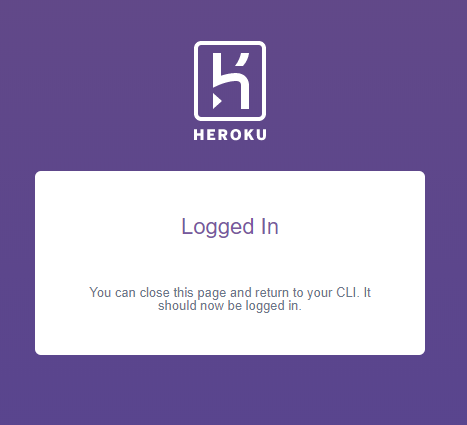 HEROKU
Logged In
You can close this page and return to your CLI. It
should now be logged in.